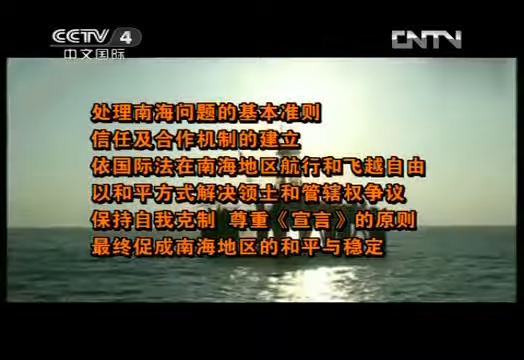 CCTV 4
中文国际
CNTV
处理南海问题的基本准则
信任及合作机制的建立
依国际法在南海地区航行和飞越自由
以和平方式解决领土和管辖权争议
保持自我克制 尊重《宣言》的原则
最终促成南海地区的和平与稳定